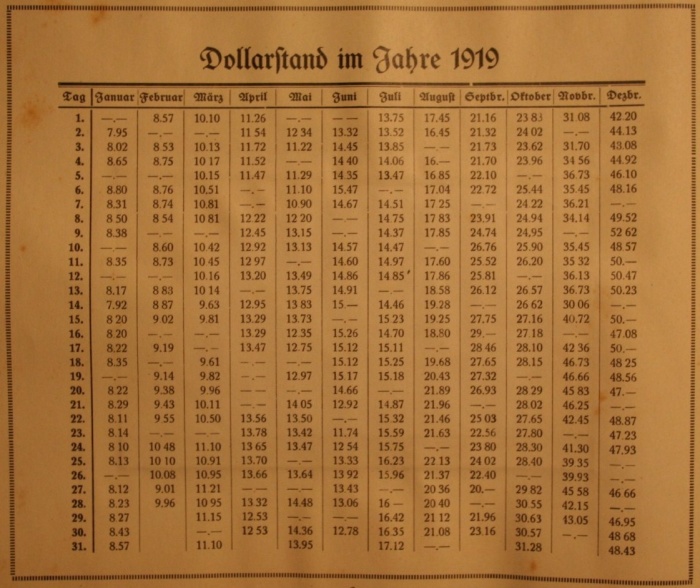 Dollarſtand im Jahre 1919
Tag Januar Februar März April Mai Juni Juli Auguſt Septbr. Oktober Novbr. Dezbr.
1. —.— 8.57 10.10 11.26 —.— —.— 13.75 17.45 21.16 23 83 31.08 42.20
2. 7.95 —.— —.— 11 54 12 34 13.32 13.52 16.45 21.32 24 02 —.— 44.13
3. 8.02 8 53 10.13 11.72 11.22 14.45 13.85 —.— 21.73 23.62 31.70 43.08
4. 8.65 8.75 10 17 11.52 —.— 14 40 14.06 16.— 21.70 23.96 34 56 44.92
5. —.— —.— 10.15 11.47 11.29 14.35 13.47 16.85 22.10 —.— 36.73 46.10
6. 8.80 8.76 10,51 —.— 11.10 15.47 —.— 17.04 22.72 25.44 35.45 48.16
7. 8.31 8.74 10.81 —.— 10.90 14.67 14.51 17 25 —.— 24.22 36.21 —.—
8. 8 50 8 54 10 81 12 22 12 20 —.— 14.75 17 83 23,91 24.94 34.14 49.52
9. 8.38 —.— —.— 12.45 13.15 —.— 14.37 17.85 24.74 24,95 —.— 52 62
10. —.— 8.60 10.42 12.92 13.13 14.57 14.47 —.— 26.76 25.90 35.45 48 57
11. 8.35 8.73 10 45 12 97 —.— 14.60 14.97 17.60 25.52 26.20 35.32 50.—
12. —.— —.— 10.16 13.20 13.49 14.86 14.85 17.86 25.81 —.— 36.13 50.47
13. 8.17 8 83 10 14 —.— 13.75 14.91 —.— 18.58 26.12 26 57 36.73 50.23
14. 7.92 8 87 9.63 12.95 13 83 15— 14.46 19.28 —.— 26 62 30 06 —.—
15. 8 20 9 02 9.81 13.29 13.73 —.— 15 23 19.25 27.75 27.16 40.72 50.—
16. 8.20 —.— —.— 13.29 12.35 15.26 14.70 18,80 29.— 27.18 —.— 47.08
17. 8,22 9.19 —.— 13.47 12.75 15.12 15.11 —.— 28 46 28.10 42 36 50.—
18. 8.35 —.— 9.61 —.— —.— 15.12 15.25 19.68 27.65 28.15 46.73 48 25
19. —.— 9.14 9.82 —.— 12.97 15.17 15.18 20.43 27.32 —.— 46.66 48.56
20. 8 22 9.38 9.96 —.— —.— 14.66 —.— 21.89 26.93 28 29 45 83 47.—
21. 8.29 9.43 10.11 —.— 14 05 12.92 14.87 21.96 —.— 28 02 46.25 —.—
22. 8.11 9.55 10.50 13.56 13.50 —.— 15 32 21.46 25 03 27.65 42.45 48.87
23. 8.14 —.— —.— 13.78 13.42 11.74 15.59 21.63 22.56 27.80 —.— 47.23
24. 8 10 10 48 11.10 13 65 13.47 12 54 15.75 —.— 23 80 28.30 41.30 47.93
25. 8.13 10 10 10.91 13.70 —.— 13.33 16.23 22 13 24 02 28.40 39.35 —.—
26. —.— 10.08 10.95 13.66 13.64 13 92 15.96 21.37 22.40 —.— 39.93 —.—
27. 8.12 9.01 11 21 —.— —.— 13.43 —.— 20 36 20.— 29 82 45 58 46 66
28. 8.23 9.96 10 95 13 32 14.48 13.06 16 — 20 40 —.— 30 55 42.15 —.—
29. 8 27 11.15 12.53 —.— —.— 16.42 21 12 21.96 30.63 43.05 46.95
30. 8.43 —.— 12 53 14.36 12.78 16.35 21.08 23.16 30.57 —.— 48 68
31. 8.57 11.10 13.95 17.12 —.— 31.28 48.43